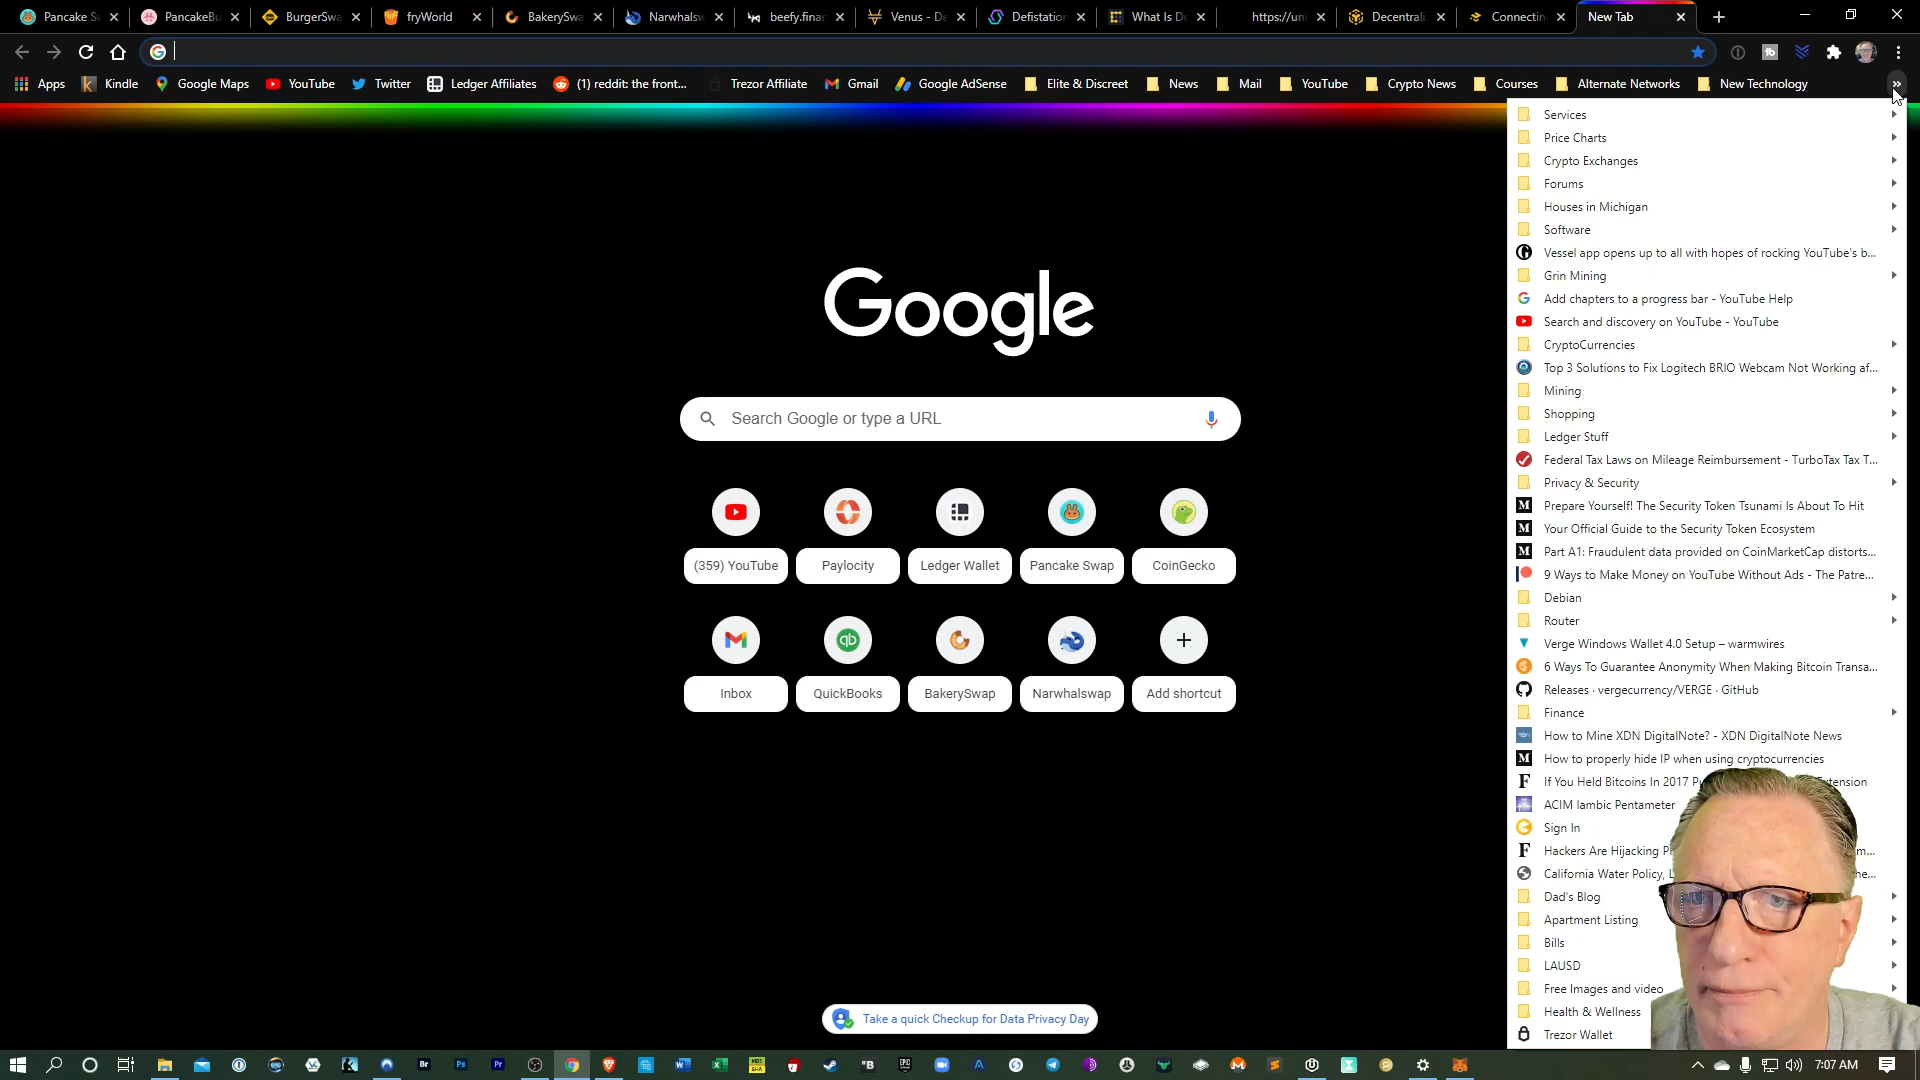 Pancake S
PancakeBu
BurgerSwa
fryWorld
BakerySwa
Narwhalsw
beefy.finan
Venus - De
Defistation
What Is De
https://uni
Decentrali
Connectin
New Tab
Apps
Kindle
Google Maps
YouTube
Twitter
Ledger Affiliates
(1) reddit: the front...
Trezor Affiliate
Gmail
Google AdSense
Elite & Discreet
News
Mail
YouTube
Crypto News
Courses
Alternate Networks
New Technology
»
Services
Price Charts
Crypto Exchanges
Forums
Houses in Michigan
Software
Vessel app opens up to all with hopes of rocking YouTube's b...
Grin Mining
Add chapters to a progress bar - YouTube Help
Search and discovery on YouTube - YouTube
CryptoCurrencies
Top 3 Solutions to Fix Logitech BRIO Webcam Not Working af...
Mining
Shopping
Ledger Stuff
Federal Tax Laws on Mileage Reimbursement - TurboTax Tax T...
Privacy & Security
Prepare Yourself! The Security Token Tsunami Is About To Hit
Your Official Guide to the Security Token Ecosystem
Part A1: Fraudulent data provided on CoinMarketCap distorts...
9 Ways to Make Money on YouTube Without Ads - The Patre...
Debian
Router
Verge Windows Wallet 4.0 Setup – warmwires
6 Ways To Guarantee Anonymity When Making Bitcoin Transa...
Releases · vergecurrency/VERGE · GitHub
Finance
How to Mine XDN DigitalNote? - XDN DigitalNote News
How to properly hide IP when using cryptocurrencies
If You Held Bitcoins In 2017
ACIM Iambic Pentameter
Sign In
Hackers Are Hijacking
California Water Policy,
Dad's Blog
Apartment Listing
Bills
LAUSD
Free Images and video
Health & Wellness
Trezor Wallet
Google
Search Google or type a URL
(359) YouTube
Paylocity
Ledger Wallet
Pancake Swap
CoinGecko
Inbox
QuickBooks
BakerySwap
Narwhalswap
Add shortcut
Take a quick Checkup for Data Privacy Day
7:07 AM